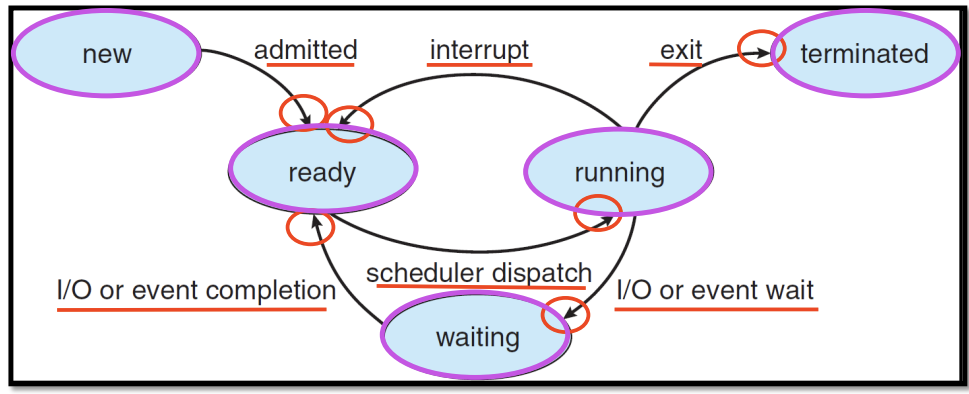 new
admitted
interrupt
exit
terminated
ready
running
scheduler dispatch
I/O or event completion
I/O or event wait
waiting